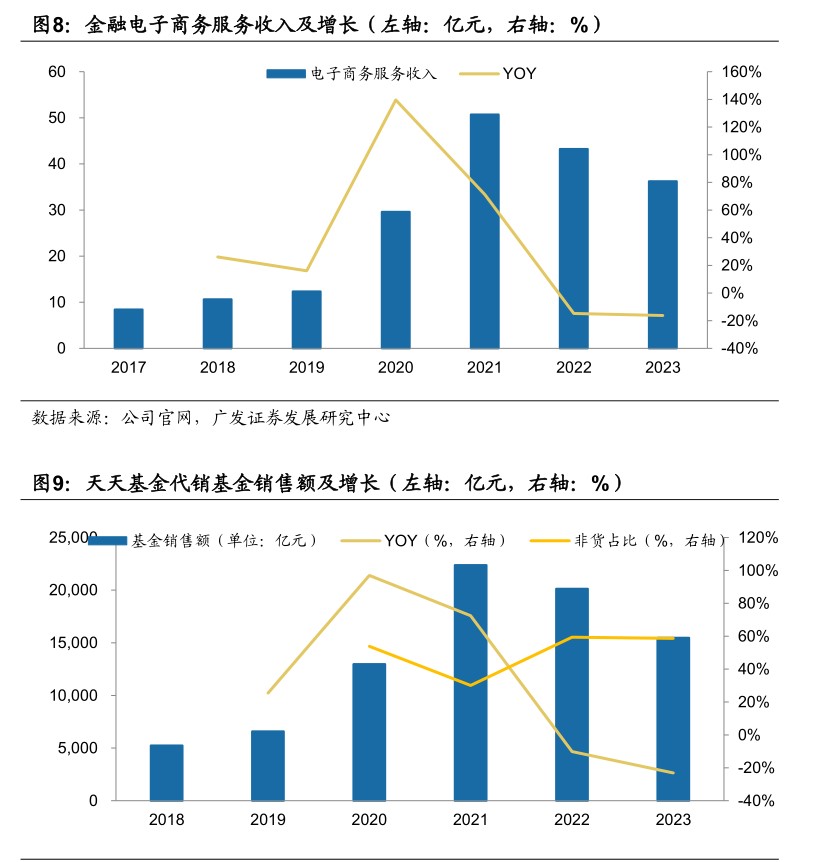 图8：金融电子商务服务收入及增长（左轴：亿元，右轴：%）
电子商务服务收入 YOY
60 160%
140%
50 120%
40 100%
80%
30 60%
40%
20 20%
10 0%
-20%
0 -40%
2017 2018 2019 2020 2021 2022 2023
数据来源：公司官网，广发证券发展研究中心
图9：天天基金代销基金销售额及增长（左轴：亿元，右轴：%）
基金销售额（单位：亿元） YOY（%，右轴） 非货占比（%，右轴）
25,000 120%
100%
20,000 80%
15,000 60%
40%
10,000 20%
5,000 0%
-20%
0 -40%
2018 2019 2020 2021 2022 2023